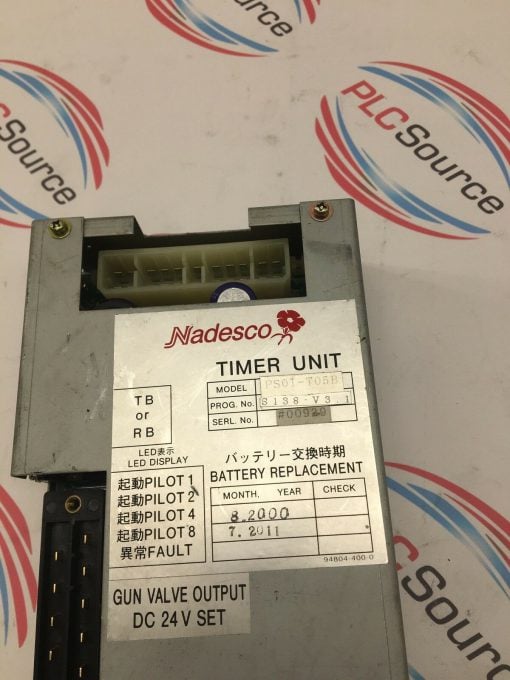 PLC Source
PLC Source
PLC Source
Nadesco
TIMER UNIT
MODEL PS01-T05B
PROG. No. S138-V3.1
SERL. No. #00920
TB
or
RB
LED表示
LED DISPLAY
起動PILOT 1
起動PILOT 2
起動PILOT 4
起動PILOT 8
異常FAULT
バッテリー交換時期
BATTERY REPLACEMENT
MONTH, YEAR CHECK
8.2000
7.2011
94804-400-0
GUN VALVE OUTPUT
DC 24V SET